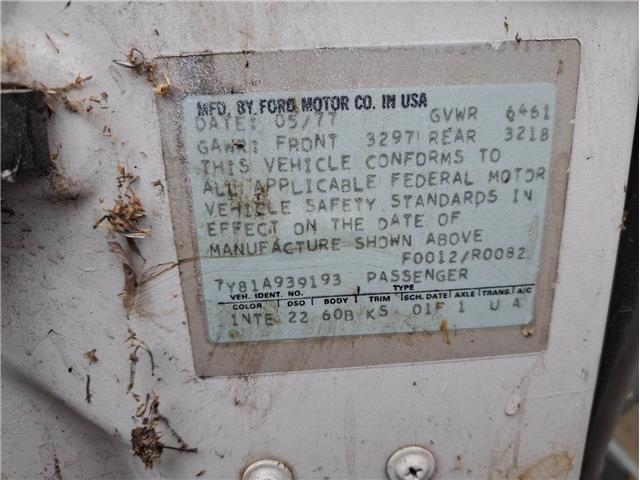 MFD. BY FORD MOTOR CO. IN USA
DATE: 05/77 GVWR 6461
GAWR: FRONT 3297 REAR 3218
THIS VEHICLE CONFORMS TO
ALL APPLICABLE FEDERAL MOTOR
VEHICLE SAFETY STANDARDS IN
EFFECT ON THE DATE OF
MANUFACTURE SHOWN ABOVE
F0012/R0082
7Y81A939193 PASSENGER
VEH. IDENT. NO. TYPE
COLOR DSO BODY TRIM SCH. DATE AXLE TRANS. A/C
1NTE 22 60B KS 01F 1 U A